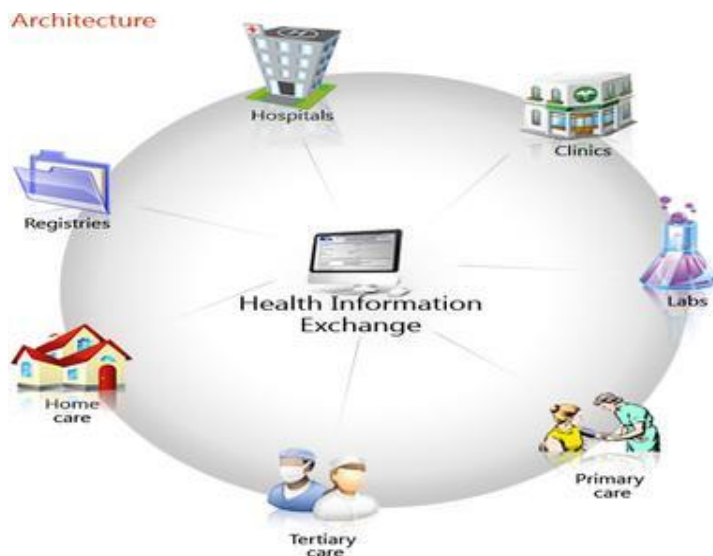 Architecture
Hospitals
Clinics
Registries
Labs
Health Information
Exchange
Home
care
Primary
care
Tertiary
care